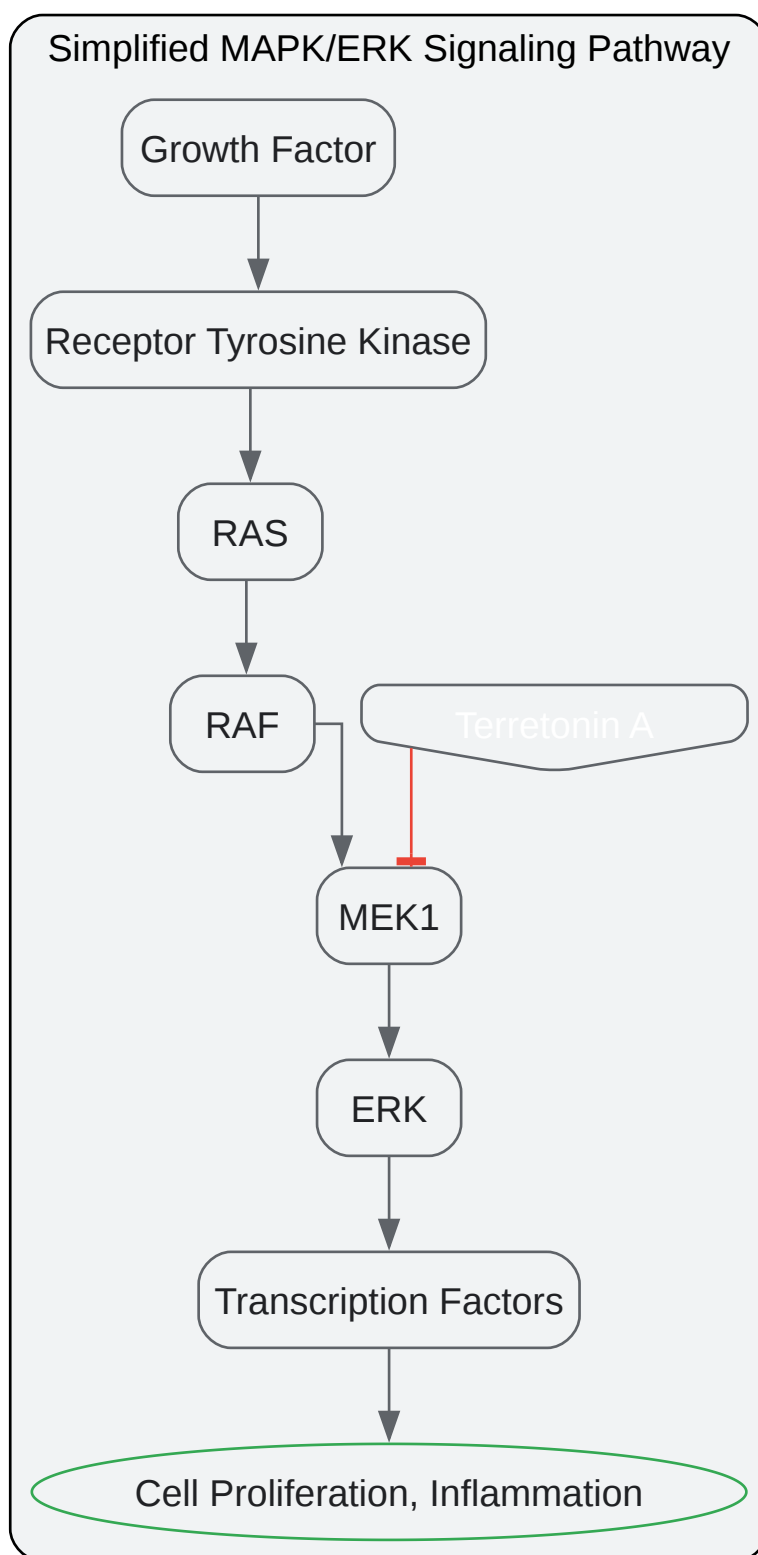 Simplified MAPK/ERK Signaling Pathway
Growth Factor
Receptor Tyrosine Kinase
RAS
RAF
Terretonin A
MEK1
ERK
Transcription Factors
Cell Proliferation, Inflammation